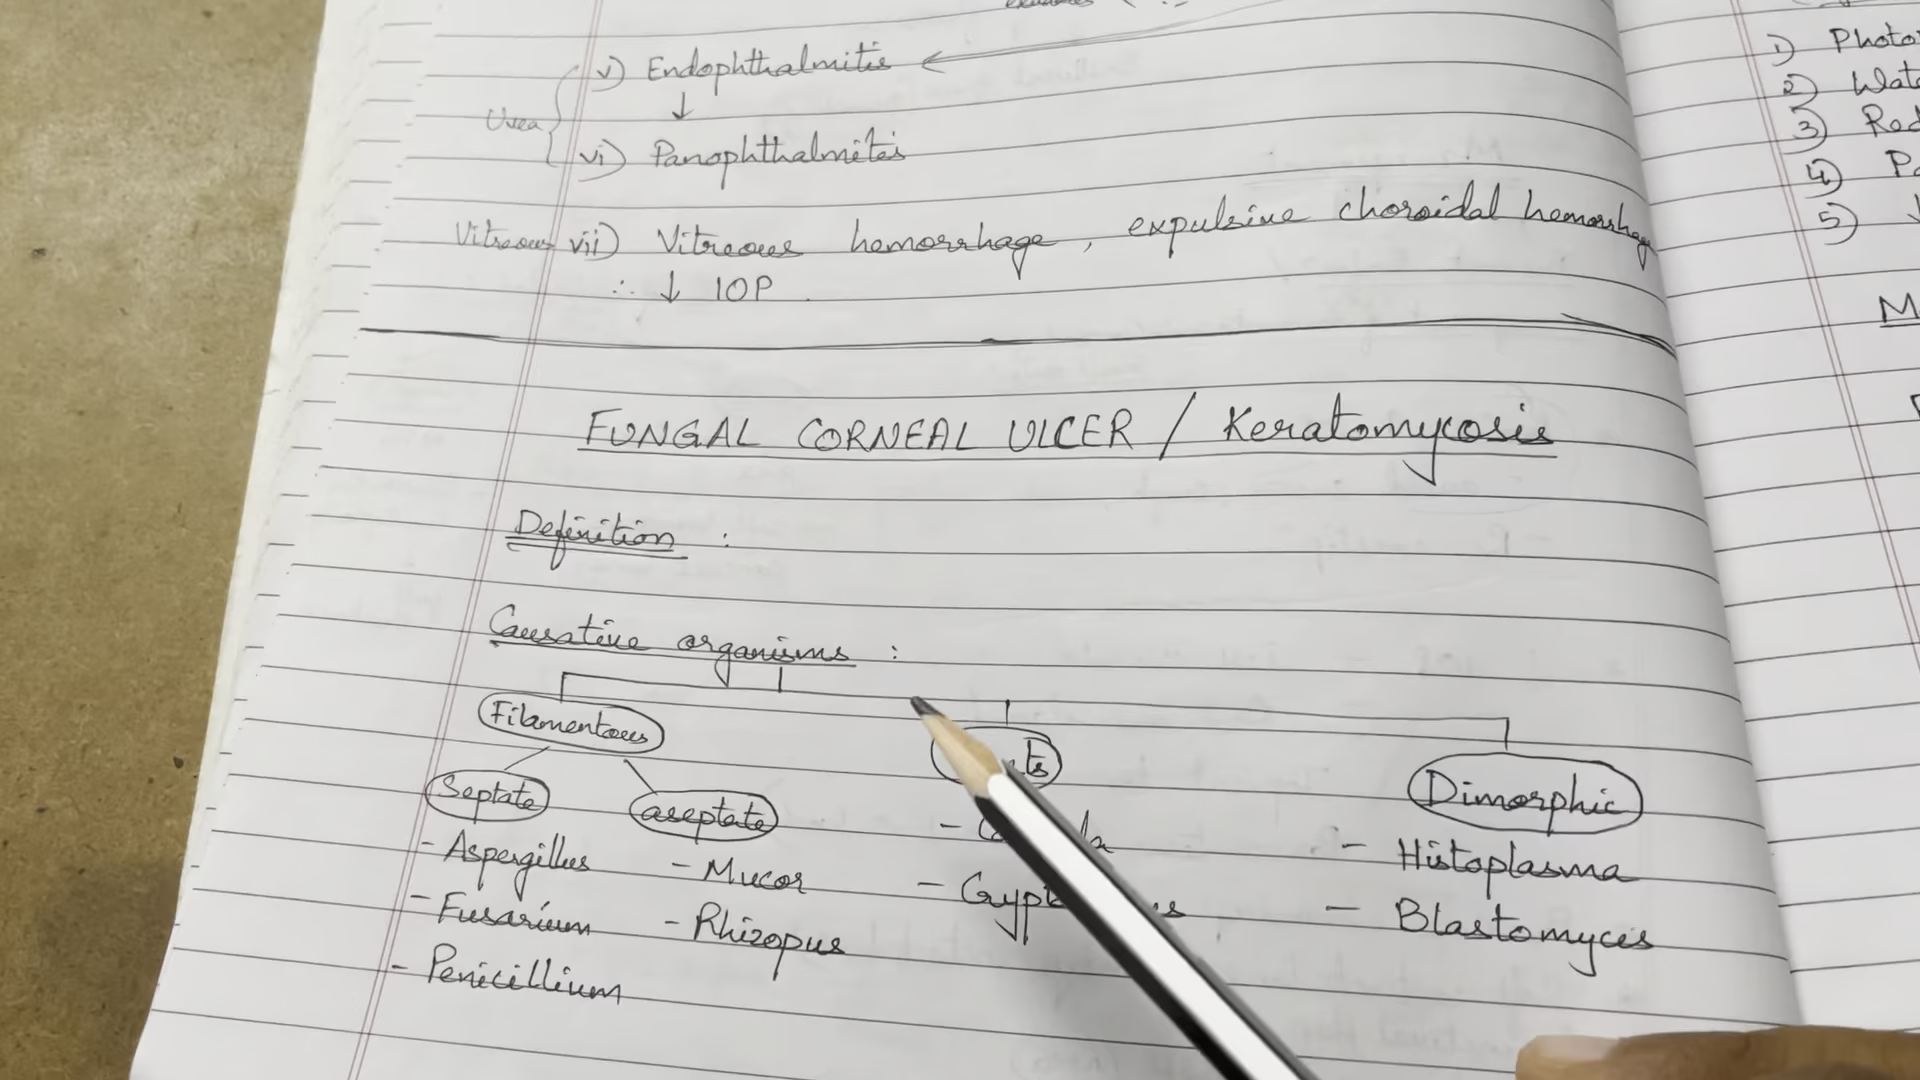 v) Endophthalmitis ←
↓
Uvea
vi) Panophthalmitis
Vitreous vii) Vitreous hemorrhage, expulsive choroidal hemorrhage
∴ ↓ IOP
FUNGAL CORNEAL ULCER / Keratomycosis
Definition :
Causative organisms :
Filamentous
Dimorphic
Septate aseptate
- Aspergillus - Mucor - Histoplasma
- Fusarium - Rhizopus - Blastomyces
- Penicillium
1)
2)
3) Red
4)
5)